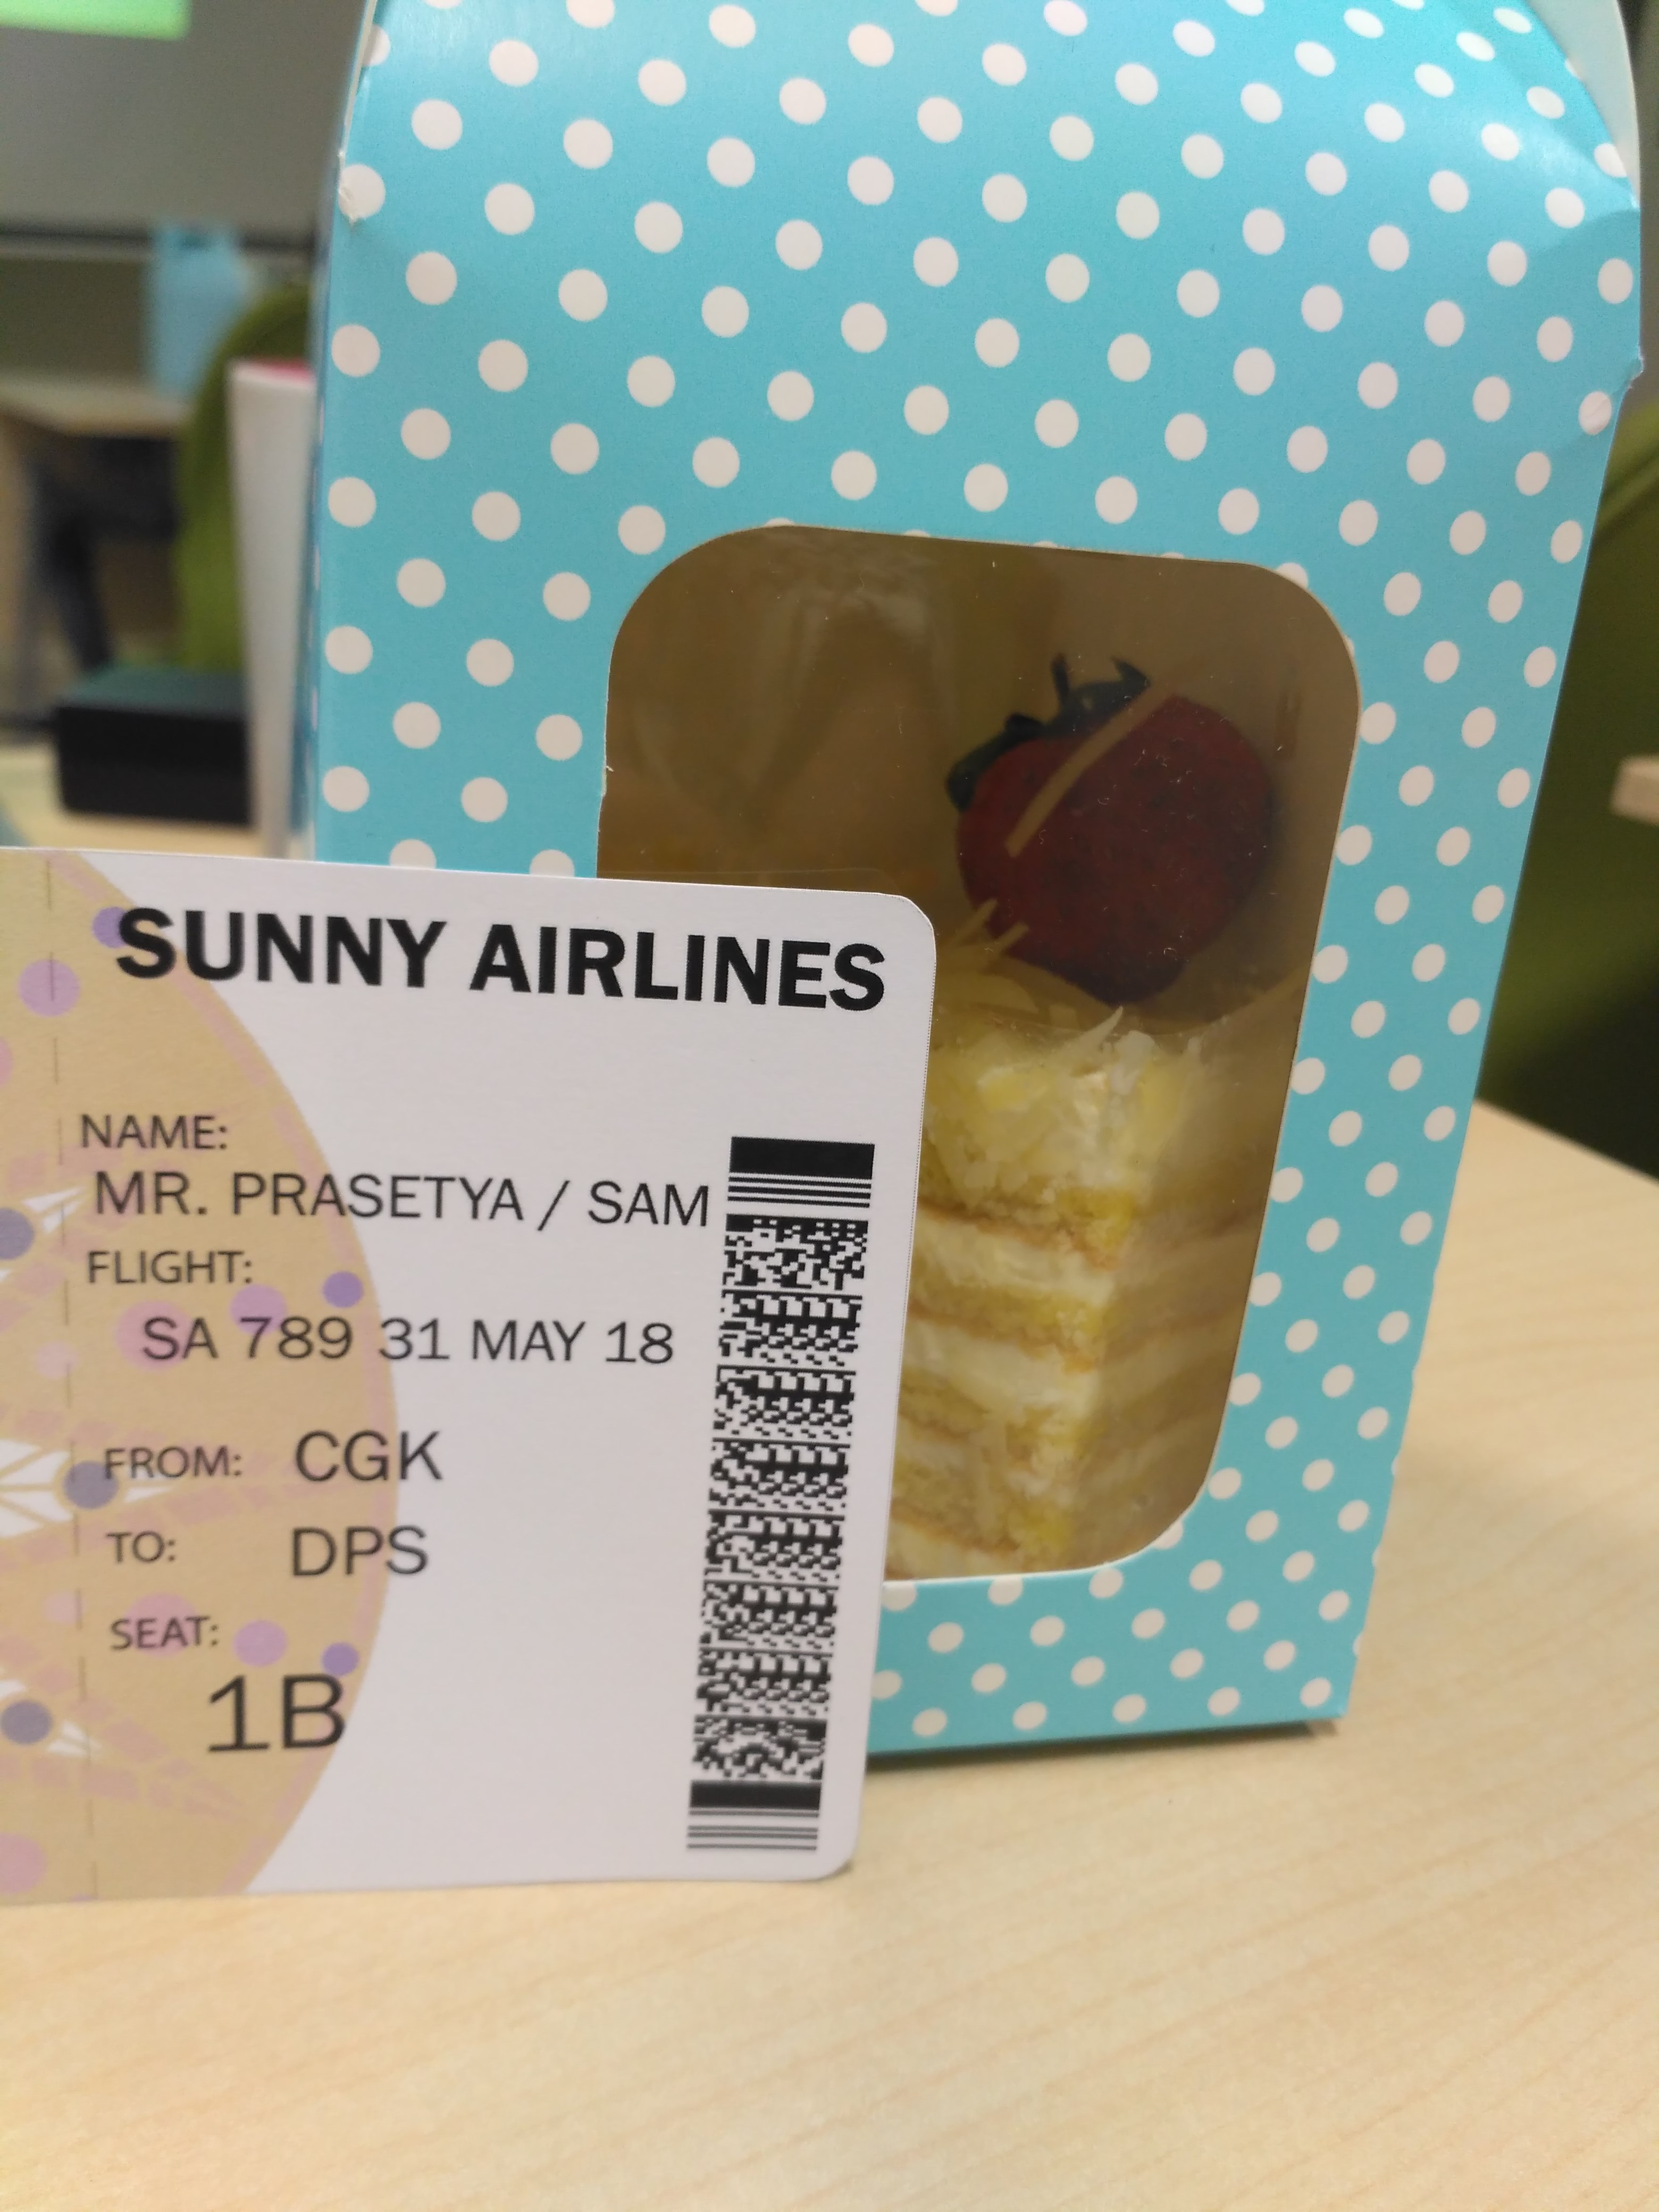 SUNNY AIRLINES
NAME:
MR. PRASETYA / SAM
FLIGHT:
SA 789 31 MAY 18
FROM: CGK
TO: DPS
SEAT:
1B